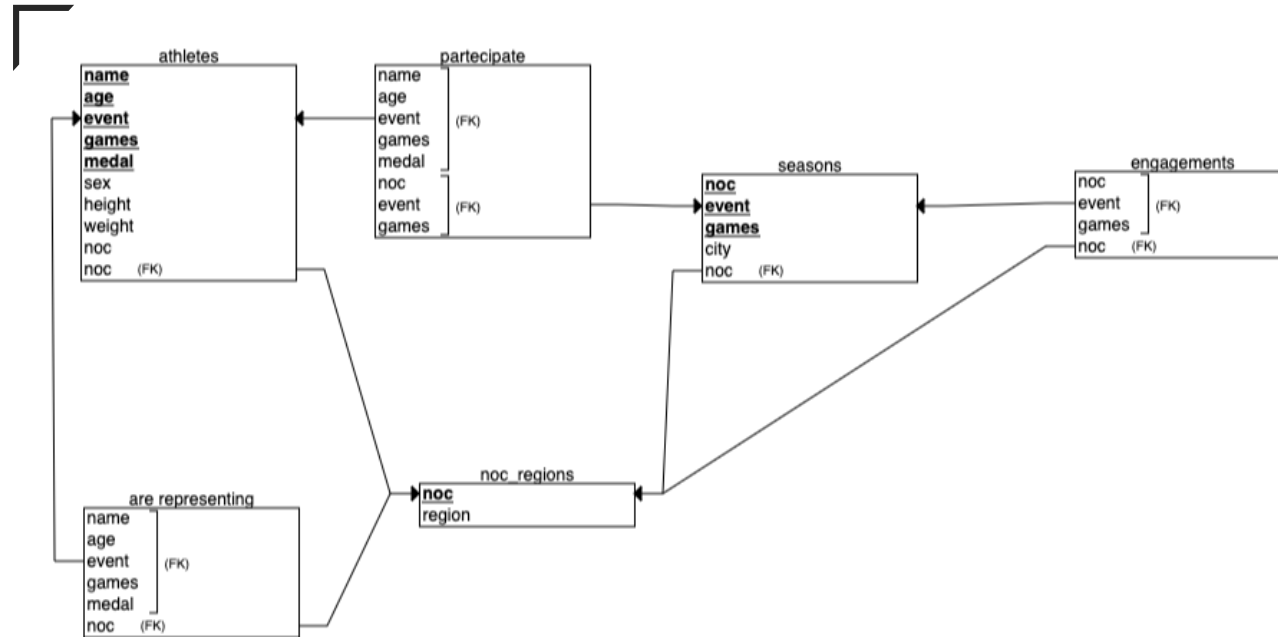 athletes
name
age
event
games
medal
sex
height
weight
noc
noc (FK)
partecipate
name
age
event
games
medal
(FK)
noc
event
games
(FK)
seasons
noc
event
games
city
noc (FK)
engagements
noc
event
games
(FK)
noc (FK)
noc_regions
noc
region
are representing
name
age
event
games
medal
(FK)
noc (FK)